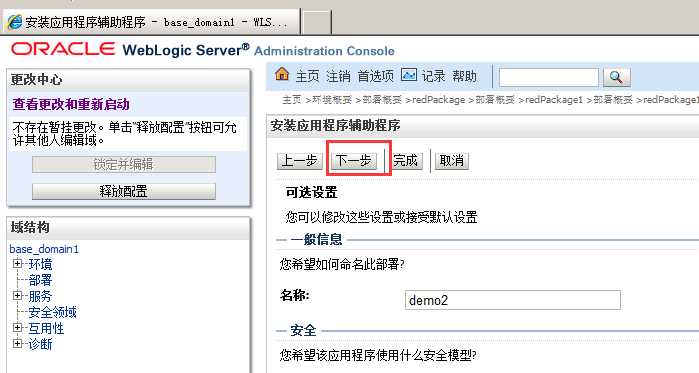 安装应用程序辅助程序 - base_domain1 - WLS...
ORACLE WebLogic Server® Administration Console
更改中心
查看更改和重新启动
不存在暂挂更改。单击"释放配置"按钮可允
许其他人编辑域。
锁定并编辑
释放配置
域结构
base_domain1
环境
部署
服务
安全领域
互用性
诊断
主页 注销 首选项 记录 帮助
主页 >环境概要 >部署概要 >redPackage >部署概要 >redPackage1 >部署概要 >redPackage1
安装应用程序辅助程序
上一步 下一步 完成 取消
可选设置
您可以修改这些设置或接受默认设置
一般信息
您希望如何命名此部署?
名称: demo2
安全
您希望该应用程序使用什么安全模型?